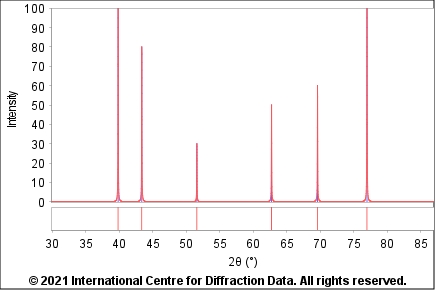 100
90
80
70
60
50
40
30
20
10
0
Intensity
30 40 45 50 55 60 65 70 75 80 85
2θ (°)
© 2021 International Centre for Diffraction Data. All rights reserved.